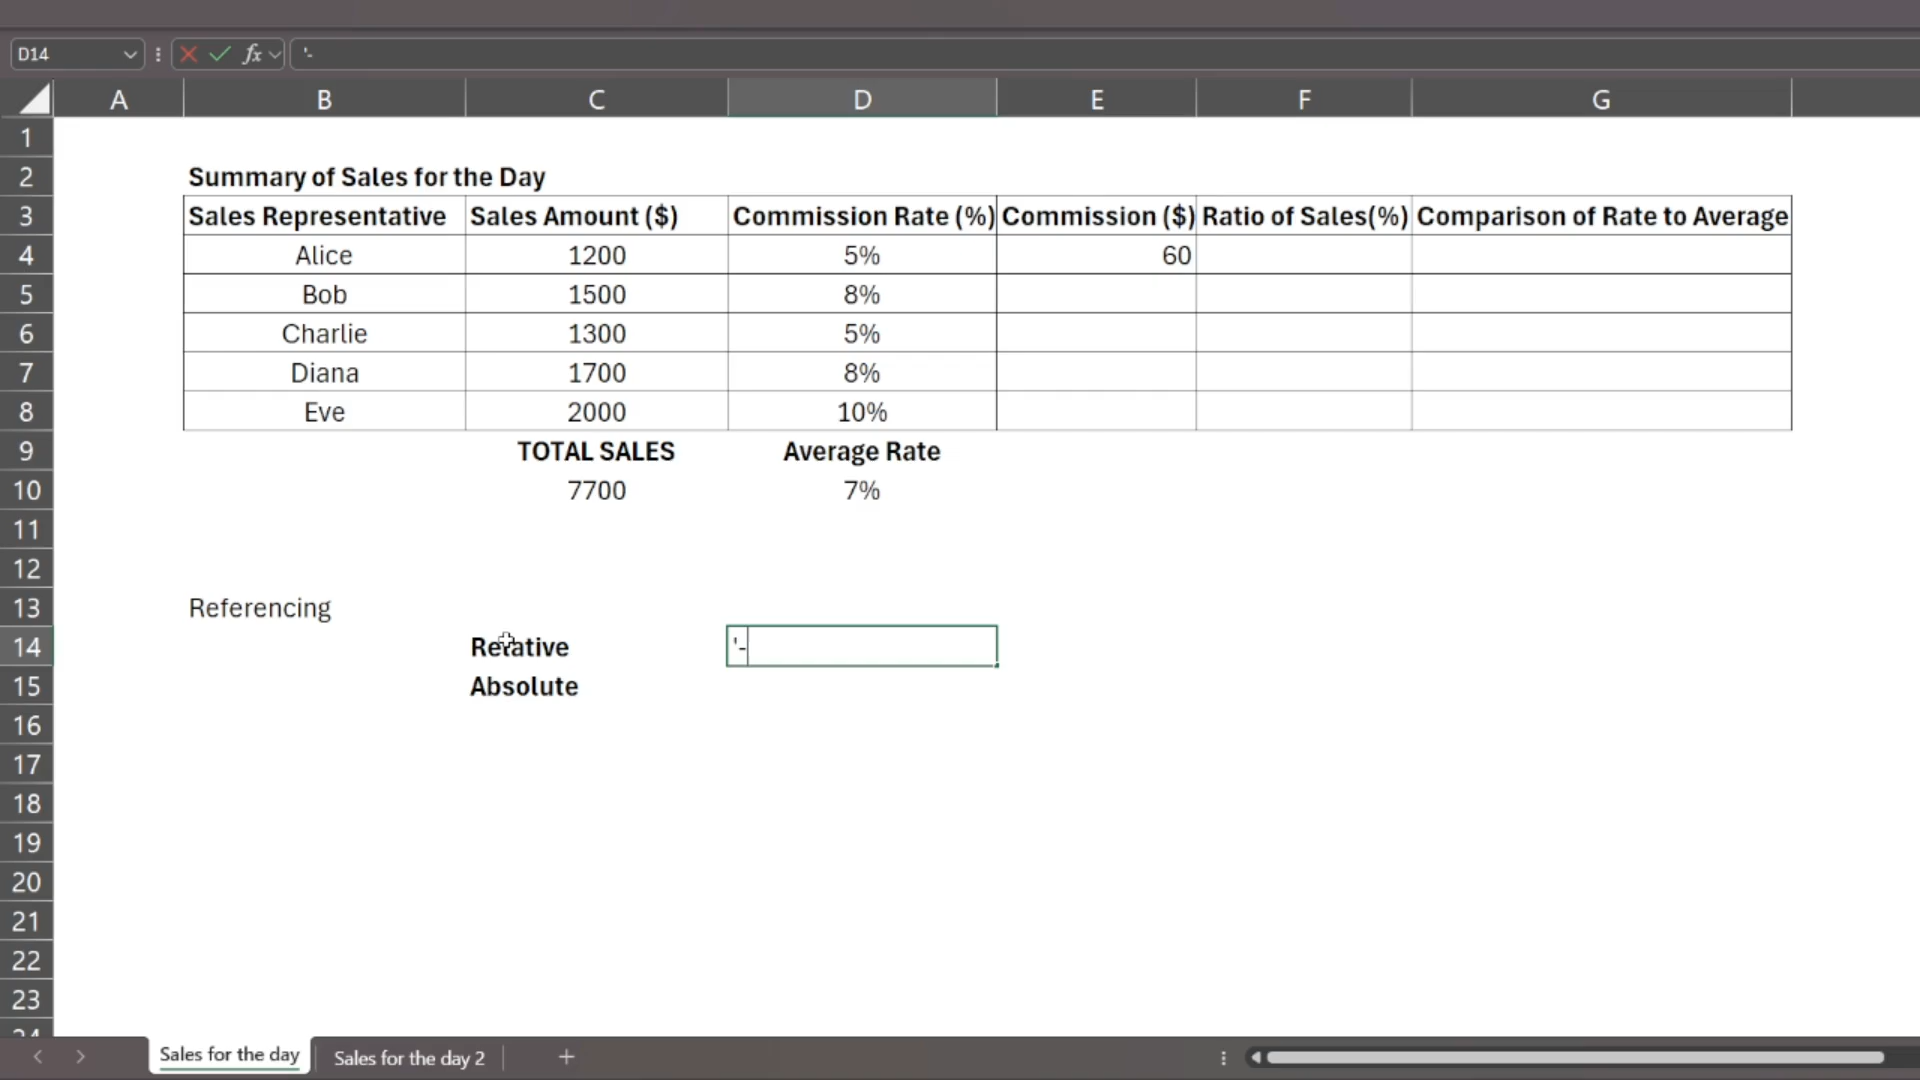 D14 fx '-
A B C D E F G
1
2 Summary of Sales for the Day
3 Sales Representative Sales Amount ($) Commission Rate (%) Commission ($) Ratio of Sales(%) Comparison of Rate to Average
4 Alice 1200 5% 60
5 Bob 1500 8%
6 Charlie 1300 5%
7 Diana 1700 8%
8 Eve 2000 10%
9 TOTAL SALES Average Rate
10 7700 7%
11
12
13 Referencing
14 Relative '-
15 Absolute
16
17
18
19
20
21
22
23
24
Sales for the day Sales for the day 2 +